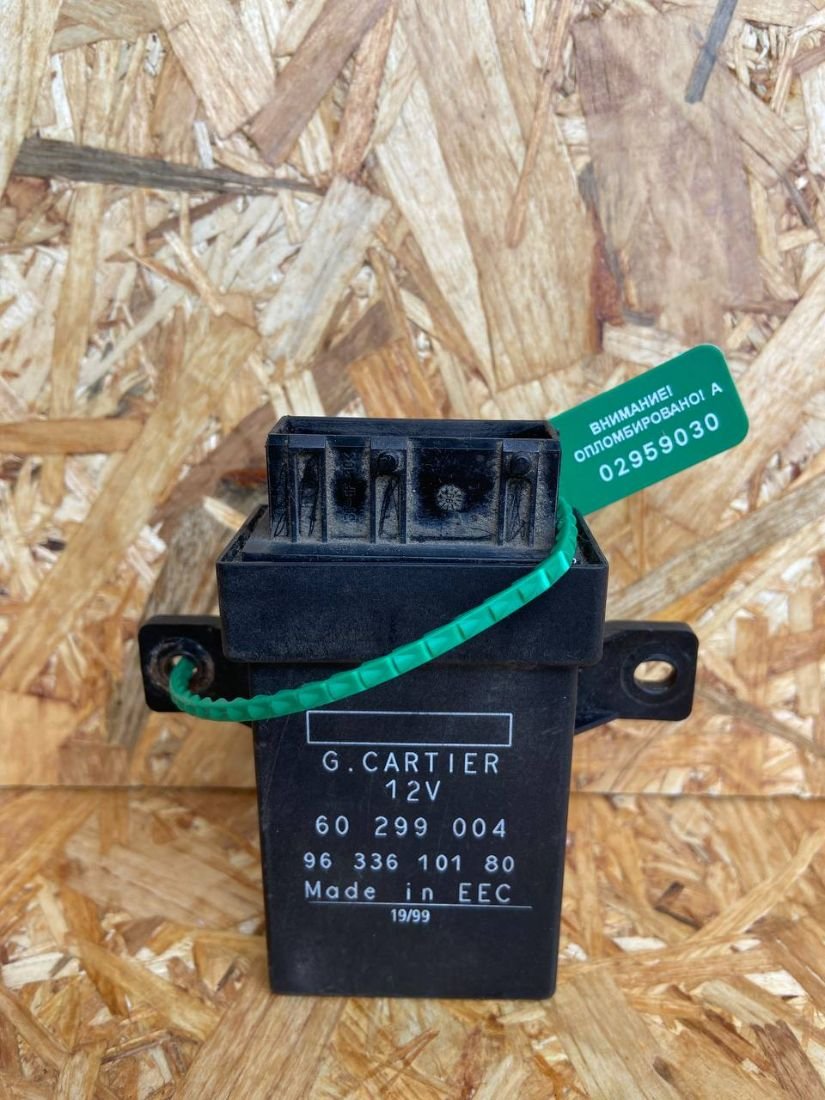 ВНИМАНИЕ!
ОПЛОМБИРОВАНО! А
02959030
G.CARTIER
12V
60 299 004
96 336 101 80
Made in EEC
19/99